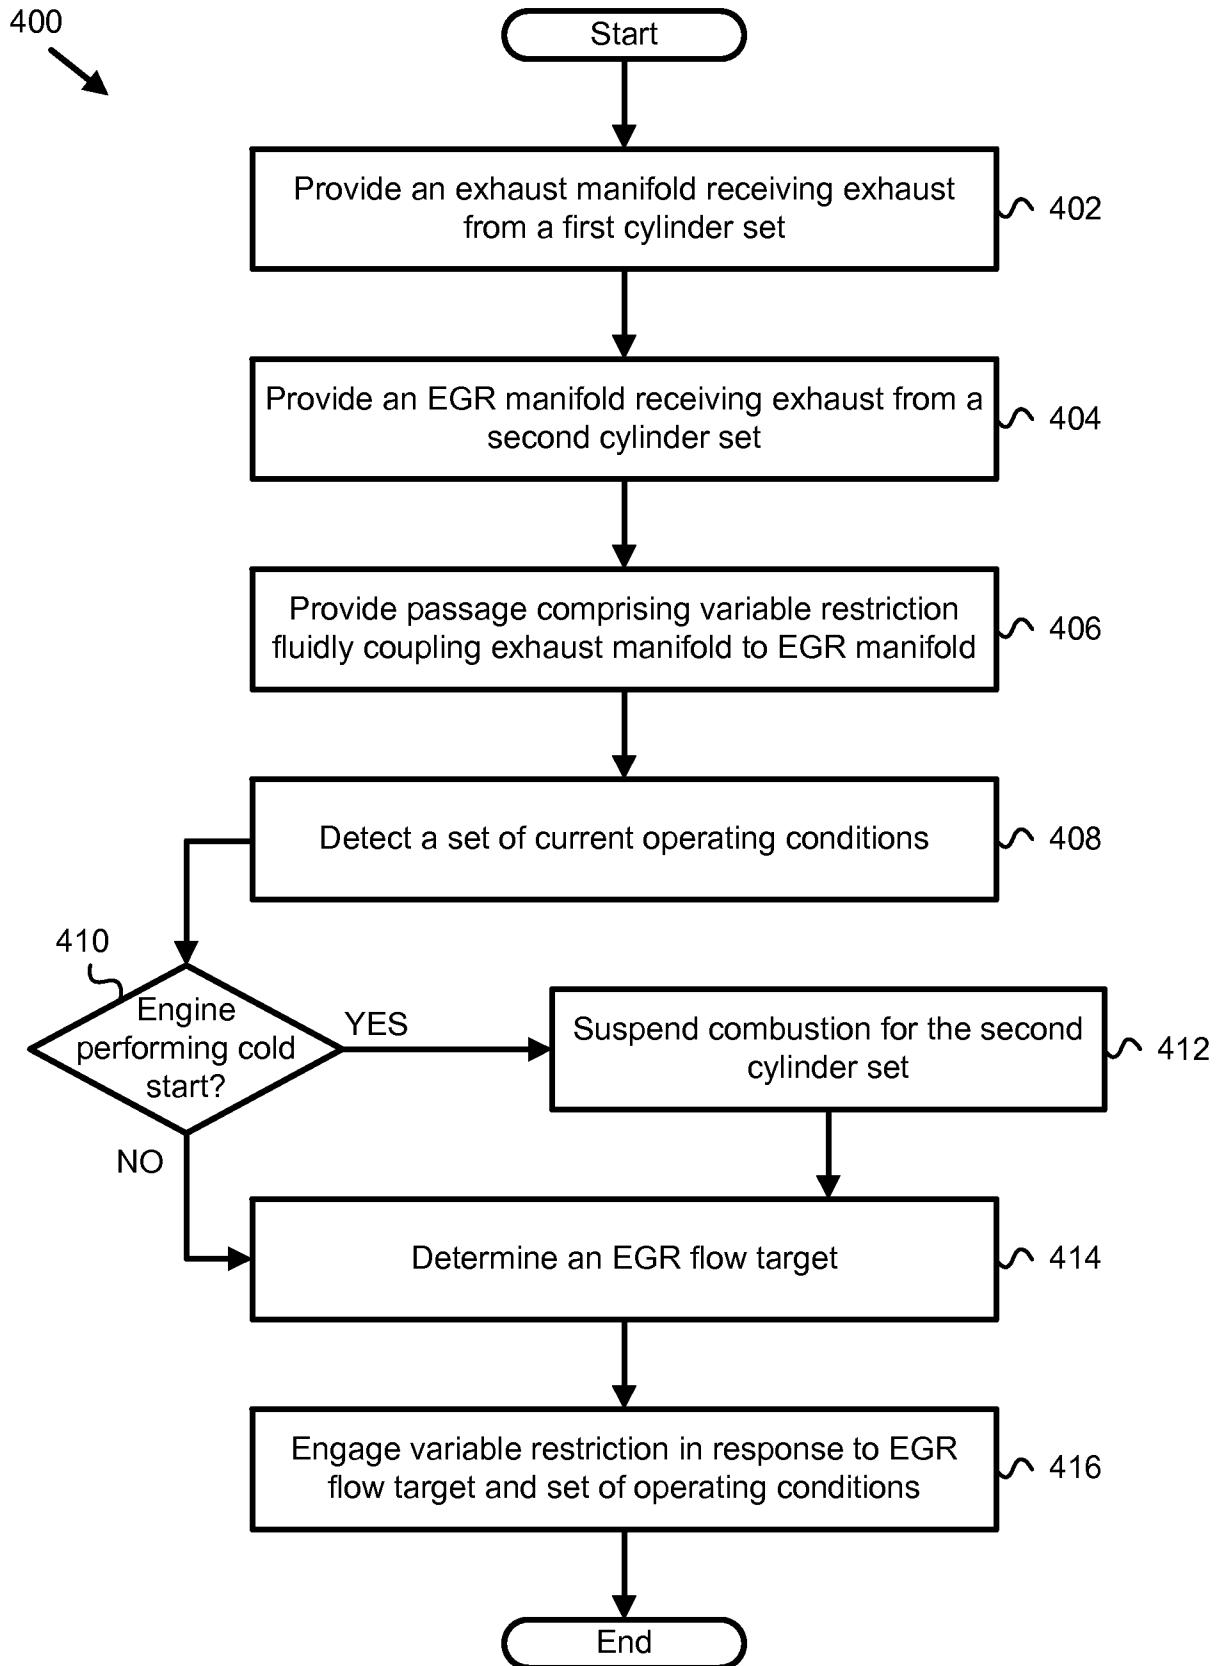 400
Start
Provide an exhaust manifold receiving exhaust
from a first cylinder set
402
Provide an EGR manifold receiving exhaust from a
second cylinder set
404
Provide passage comprising variable restriction
fluidly coupling exhaust manifold to EGR manifold
406
Detect a set of current operating conditions
408
410
Engine
performing cold
start?
YES
Suspend combustion for the second
cylinder set
412
NO
Determine an EGR flow target
414
Engage variable restriction in response to EGR
flow target and set of operating conditions
416
End